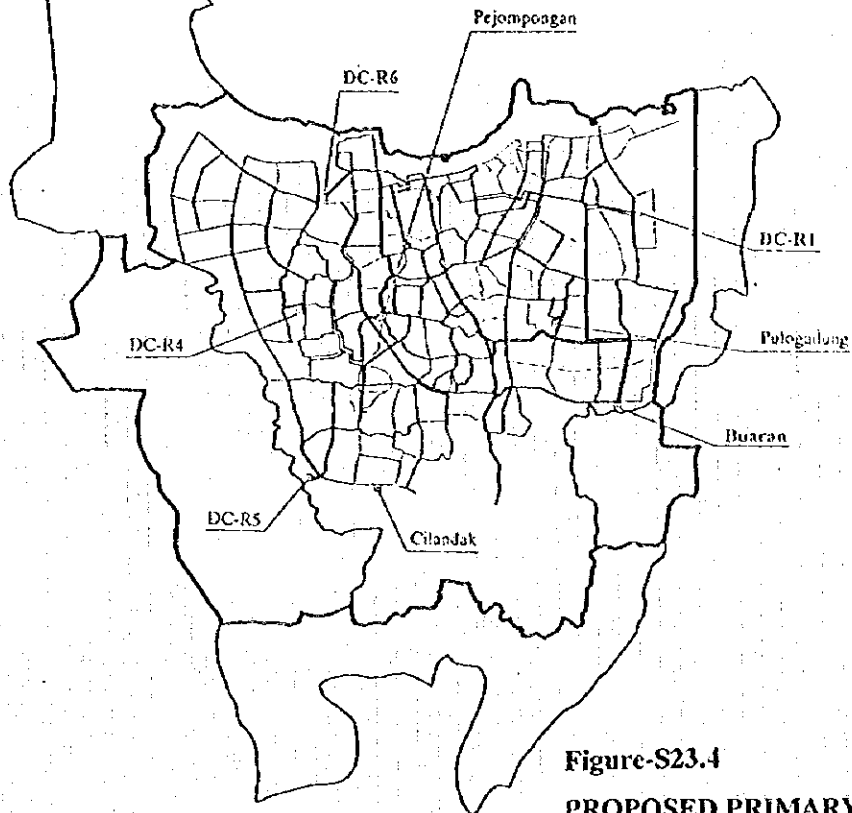 Pejompongan
DC-R6
DC-R1
DC-R4
Pulogadung
Buaran
DC-R5
Cilandak
Figure-S23.4
PROPOSED PRIMARY